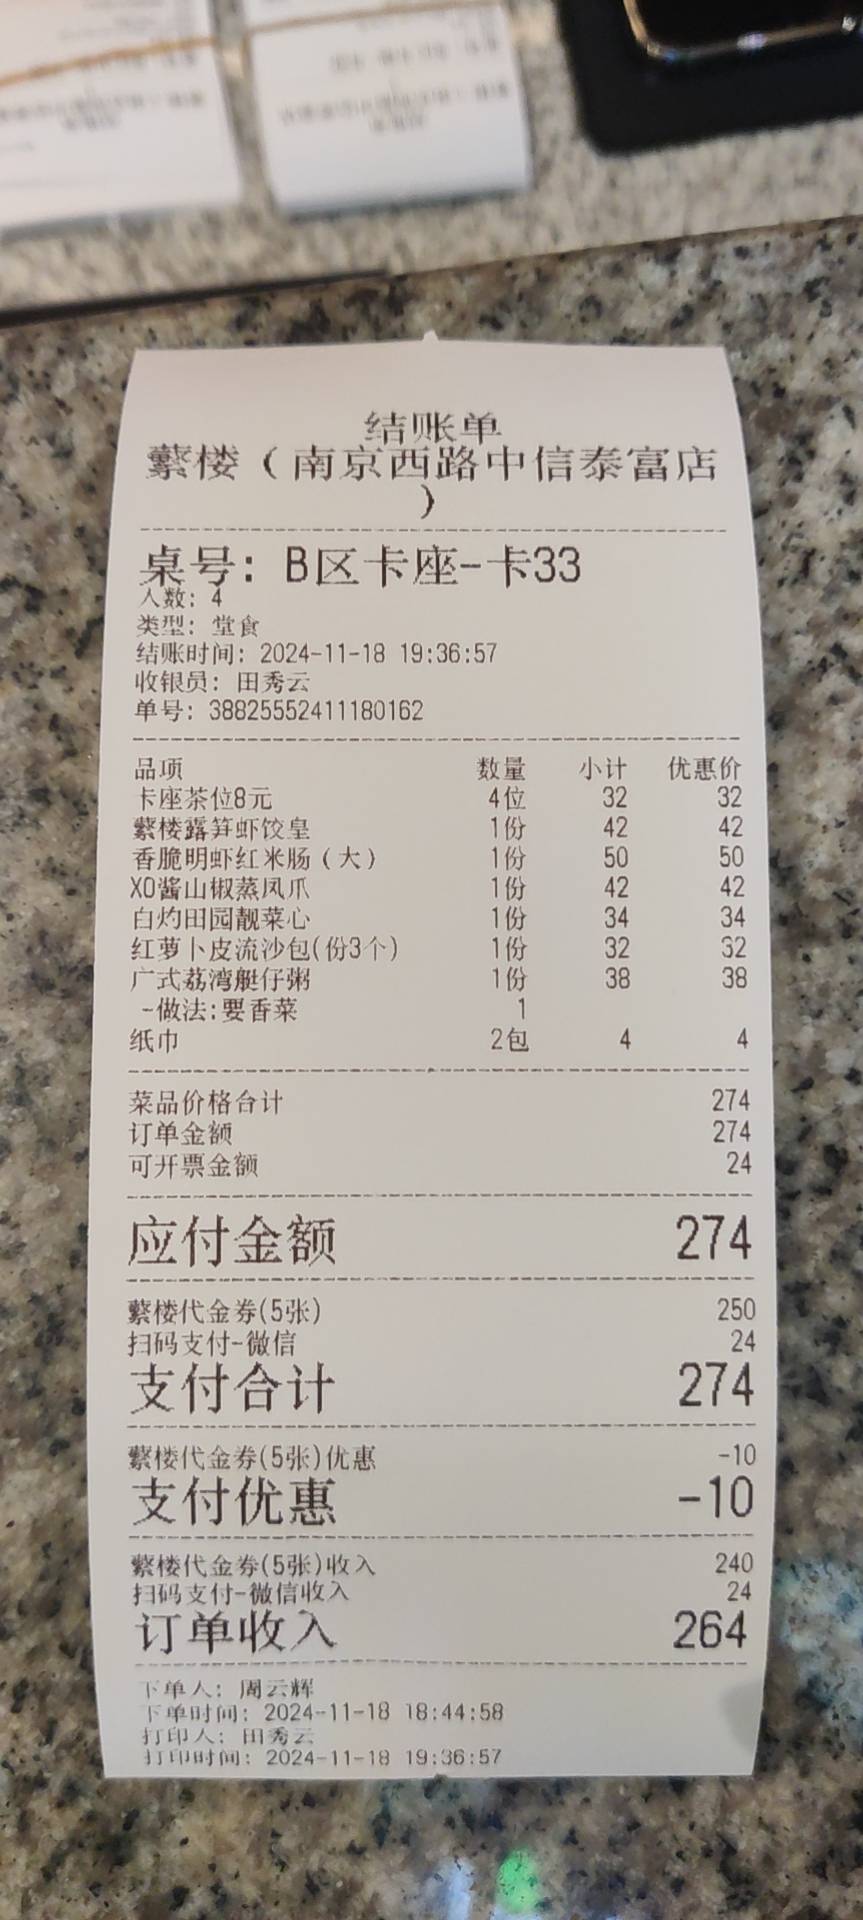 结账单
蘩楼（南京西路中信泰富店
）
桌号: B区卡座-卡33
人数: 4
类型: 堂食
结账时间: 2024-11-18 19:36:57
收银员: 田秀云
单号: 38825552411180162
品项 数量 小计 优惠价
卡座茶位8元 4位 32 32
蘩楼露笋虾饺皇 1份 42 42
香脆明虾红米肠（大） 1份 50 50
XO酱山椒蒸凤爪 1份 42 42
白灼田园靓菜心 1份 34 34
红萝卜皮流沙包(份3个) 1份 32 32
广式荔湾艇仔粥 1份 38 38
-做法:要香菜 1
纸巾 2包 4 4
菜品价格合计 274
订单金额 274
可开票金额 24
应付金额 274
蘩楼代金券(5张) 250
扫码支付-微信 24
支付合计 274
蘩楼代金券(5张)优惠 -10
支付优惠 -10
蘩楼代金券(5张)收入 240
扫码支付-微信收入 24
订单收入 264
下单人: 周云辉
下单时间: 2024-11-18 18:44:58
打印人: 田秀云
打印时间: 2024-11-18 19:36:57